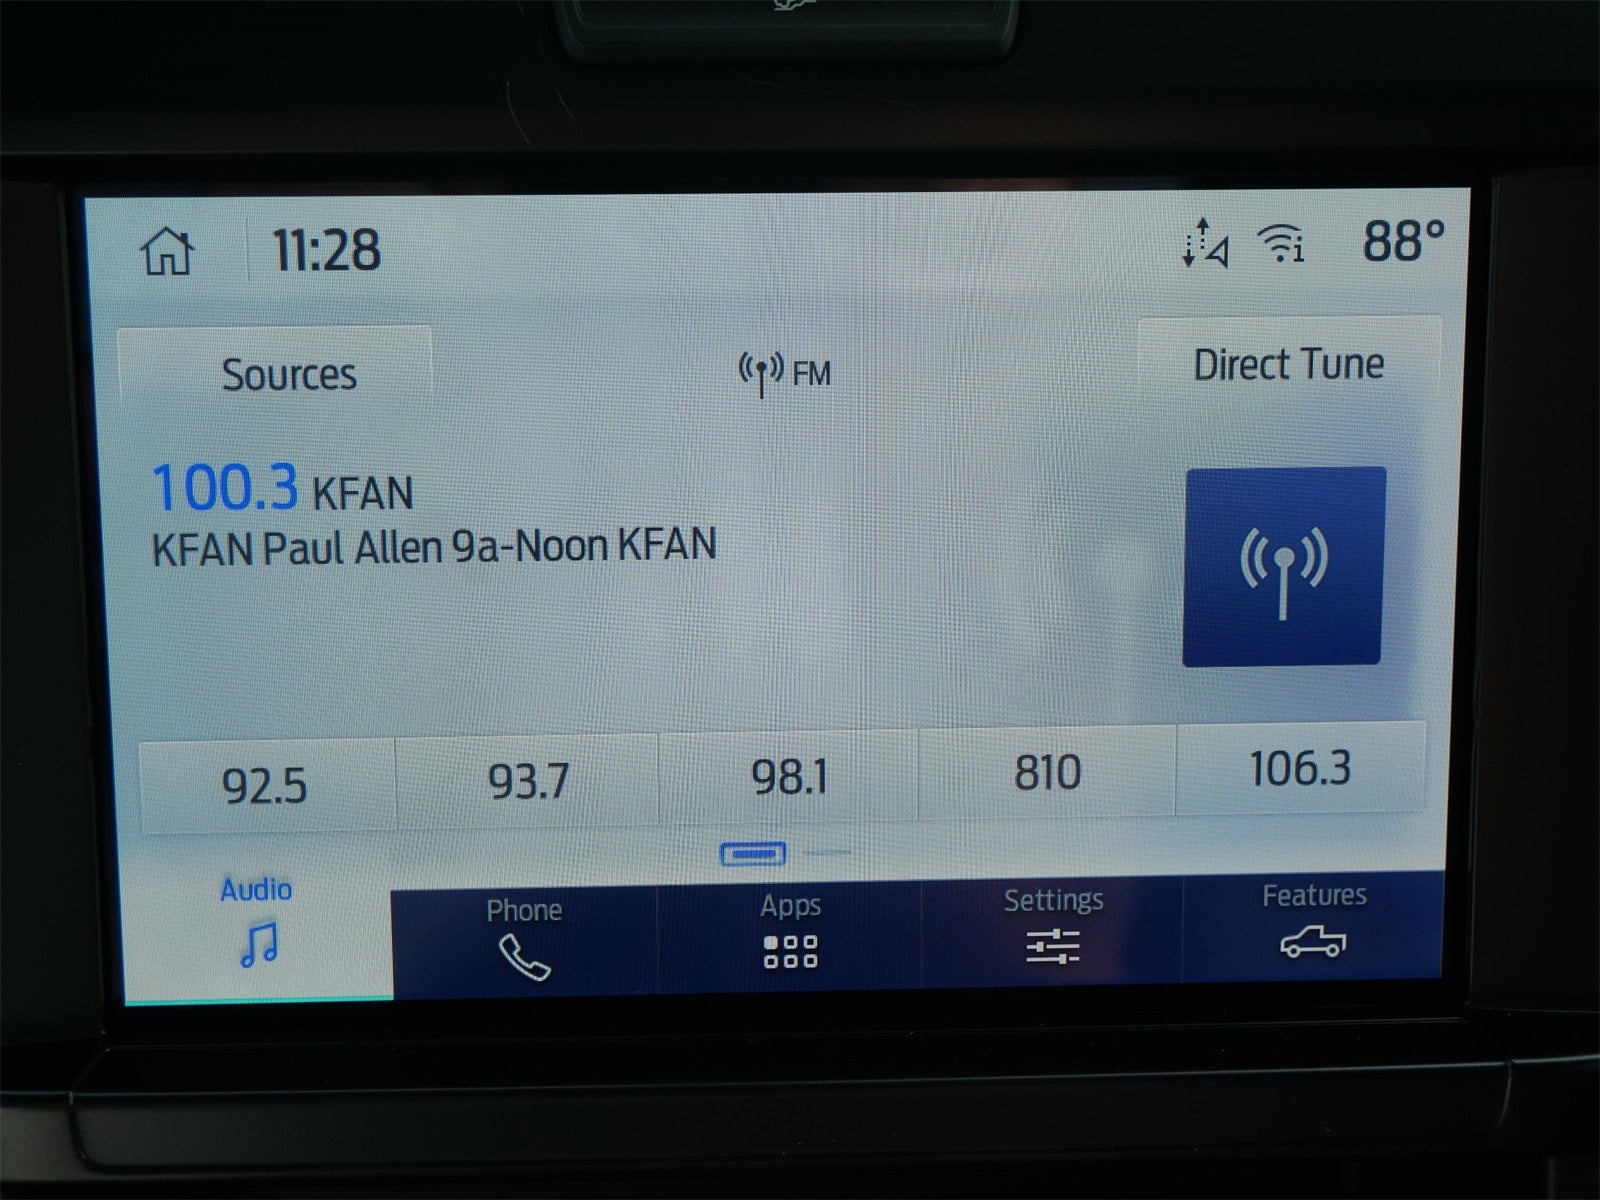 11:28
88°
Sources
FM
Direct Tune
100.3 KFAN
KFAN Paul Allen 9a-Noon KFAN
92.5
93.7
98.1
810
106.3
Audio
Phone
Apps
Settings
Features